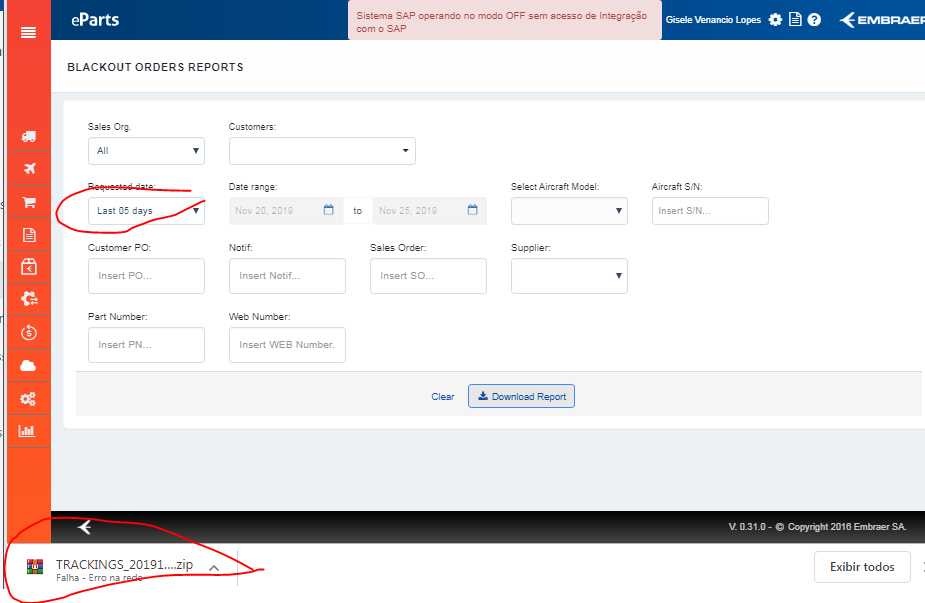 eParts
Sistema SAP operando no modo OFF sem acesso de Integração
com o SAP
Gisele Venancio Lopes
EMBRAER
BLACKOUT ORDERS REPORTS
Sales Org.
Customers:
All
Requested date:
Date range:
Select Aircraft Model:
Aircraft S/N:
Last 05 days
Nov 20, 2019
to
Nov 25, 2019
Insert S/N...
Customer PO:
Notif:
Sales Order:
Supplier:
Insert PO...
Insert Notif...
Insert SO...
Part Number:
Web Number:
Insert PN...
Insert WEB Number.
Clear
Download Report
V. 0.31.0 - © Copyright 2016 Embraer SA.
TRACKINGS_20191....zip
Falha - Erro na rede
Exibir todos